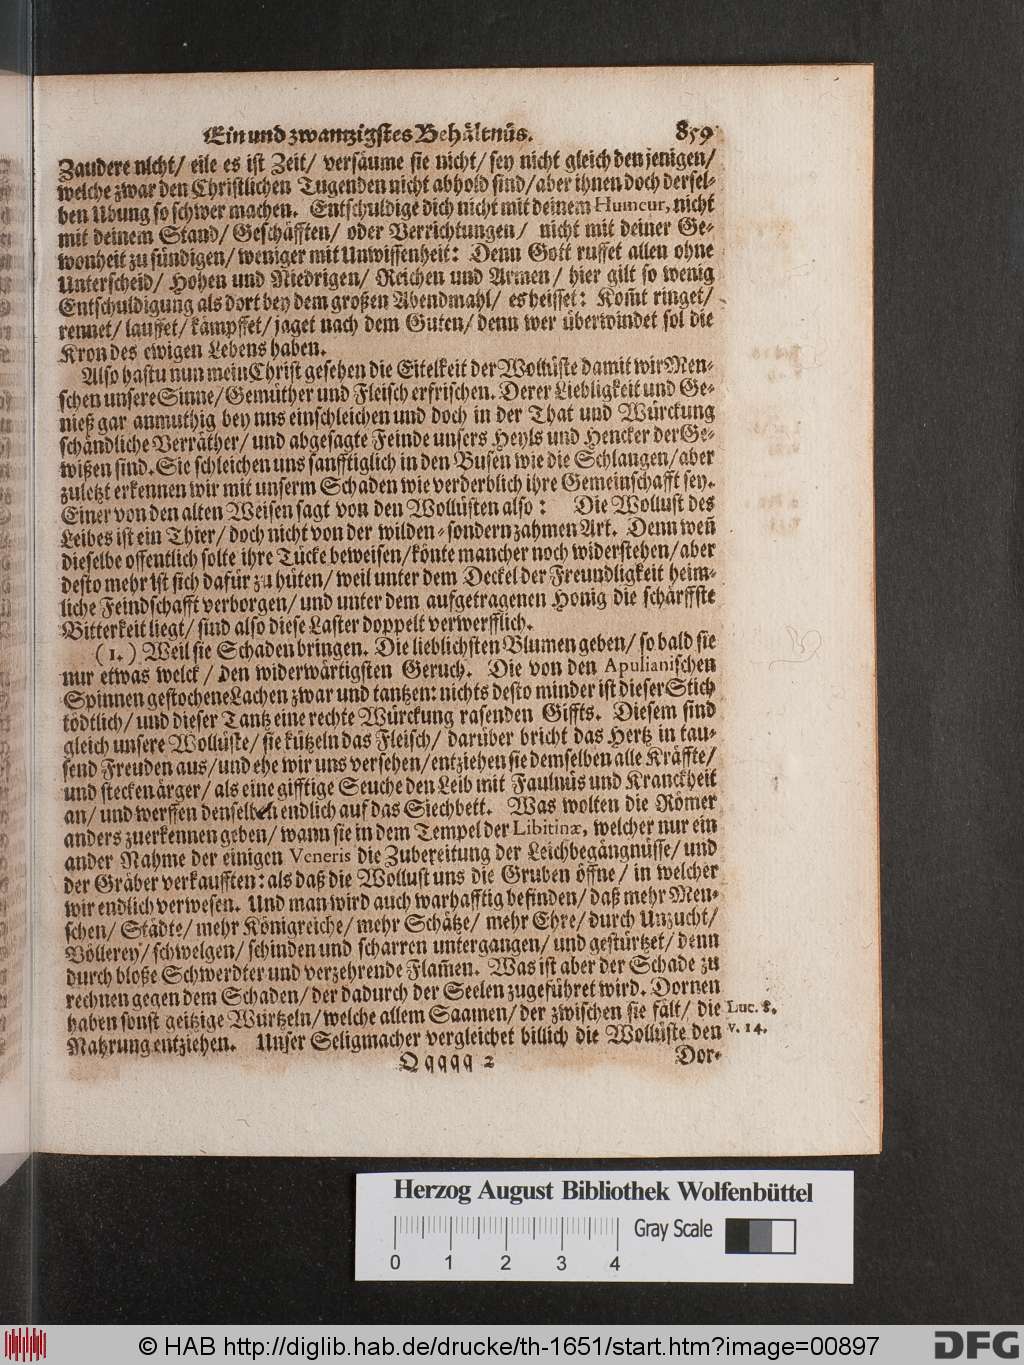 Ein und zwantzigstes Behältnüs. 859
Zaudere nicht/ eile es ist Zeit/ versäume sie nicht/ sey nicht gleich den jenigen/
welche zwar den Christlichen Tugenden nicht abhold sind/ aber ihnen doch dersel-
ben Ubung so schwer machen. Entschuldige dich nicht mit deinem Humeur, nicht
mit deinem Stand/ Geschäfften/ oder Verrichtungen/ nicht mit deiner Ge-
wonheit zu sündigen/ weniger mit Unwissenheit: Denn Gott ruffet allen ohne
Unterscheid/ Hohen und Niedrigen/ Reichen und Armen/ hier gilt so wenig
Entschuldigung als dort bey dem großen Abendmahl/ es heisset: Kom̃t ringet/
rennet/ lauffet/ kämpffet/ jaget nach dem Guten/ denn wer überwindet sol die
Kron des ewigen Lebens haben.
Also hastu nun mein Christ gesehen die Eitelkeit der Wollüste damit wir Men-
schen unsere Sinne/ Gemüther und Fleisch erfrischen. Derer Liebligkeit und Ge-
nieß gar anmuthig bey uns einschleichen und doch in der That und Würckung
schändliche Verräther/ und abgesagte Feinde unsers Heyls und Hencker der Ge-
wißen sind. Sie schleichen uns sanfftiglich in den Busen wie die Schlangen/ aber
zuletzt erkennen wir mit unserm Schaden wie verderblich ihre Gemeinschafft sey.
Einer von den alten Weisen sagt von den Wollüsten also: Die Wollust des
Leibes ist ein Thier/ doch nicht von der wilden- sondern zahmen Art. Denn weñ
dieselbe offentlich solte ihre Tücke beweisen/ könte mancher noch widerstehen/ aber
desto mehr ist sich dafür zu hüten/ weil unter dem Deckel der Freundligkeit heim-
liche Feindschafft verborgen/ und unter dem aufgetragenen Honig die schärffste
Bitterkeit liegt/ sind also diese Laster doppelt verwerfflich.
(1.) Weil sie Schaden bringen. Die lieblichsten Blumen geben/ so bald sie
nur etwas welck/ den widerwärtigsten Geruch. Die von den Apulianischen
Spinnen gestochene Lachen zwar und tantzen: nichts desto minder ist dieser Stich
tödtlich/ und dieser Tantz eine rechte Würckung rasenden Giffts. Diesem sind
gleich unsere Wollüste/ sie kützeln das Fleisch/ darüber bricht das Hertz in tau-
send Freuden aus/ und ehe wir uns versehen/ entziehen sie demselben alle Kräffte/
und stecken ärger/ als eine gifftige Seuche den Leib mit Faulnüs und Kranckheit
an/ und werffen denselben endlich auf das Siechbett. Was wolten die Römer
anders zuerkennen geben/ wann sie in dem Tempel der Libitinæ, welcher nur ein
ander Nahme der einigen Veneris die Zubereitung der Leichbegängnüsse/ und
der Gräber verkaufften: als daß die Wollust uns die Gruben öffne/ in welcher
wir endlich verwesen. Und man wird auch warhafftig befinden/ daß mehr Men-
schen/ Städte/ mehr Königreiche/ mehr Schätze/ mehr Ehre/ durch Unzucht/
Völlerey/ schwelgen/ schinden und scharren untergangen/ und gestürtzet/ denn
durch bloße Schwerdter und verzehrende Flam̃en. Was ist aber der Schade zu
rechnen gegen dem Schaden/ der dadurch der Seelen zugeführet wird. Dornen
haben sonst geitzige Würtzeln/ welche allem Saamen/ der zwischen sie fält/ die
Nahrung entziehen. Unser Seligmacher vergleichet billich die Wollüste den
Luc. 8.
v. 14.
Qqqqq 2 Dor-
Herzog August Bibliothek Wolfenbüttel
Gray Scale
0 1 2 3 4
© HAB http://diglib.hab.de/drucke/th-1651/start.htm?image=00897
DFG